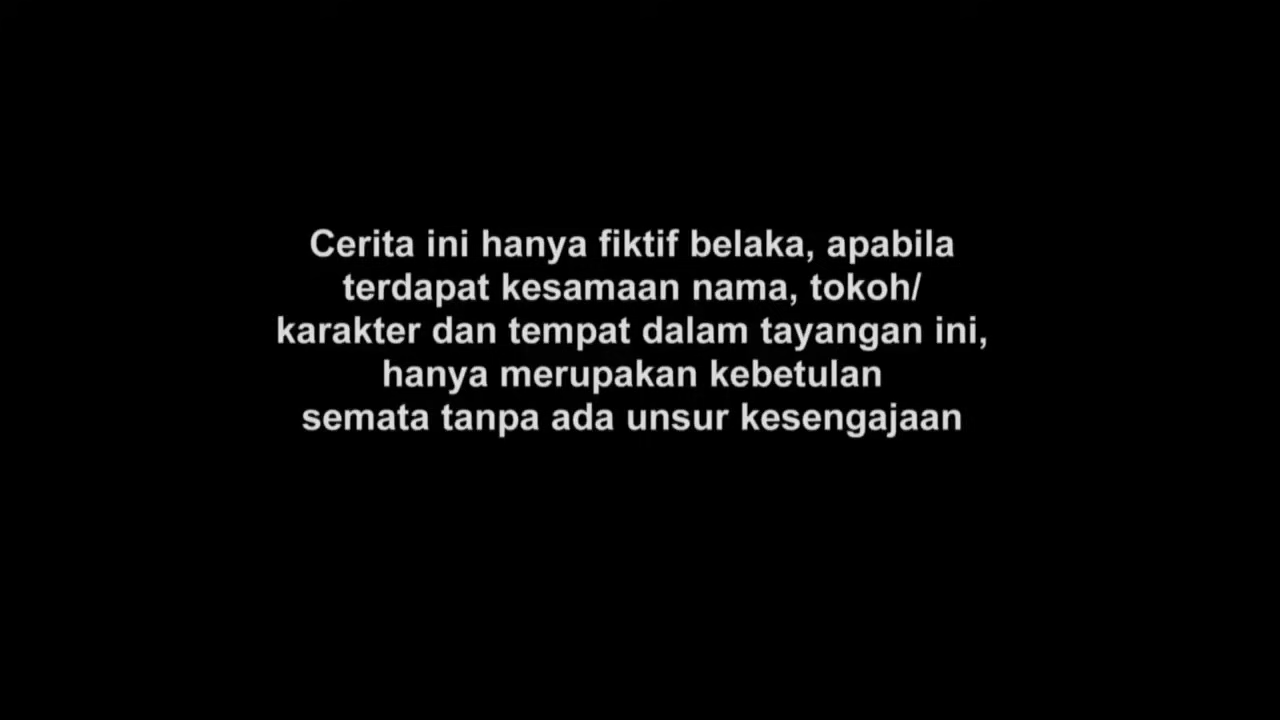 Cerita ini hanya fiktif belaka, apabila
terdapat kesamaan nama, tokoh/
karakter dan tempat dalam tayangan ini,
hanya merupakan kebetulan
semata tanpa ada unsur kesengajaan